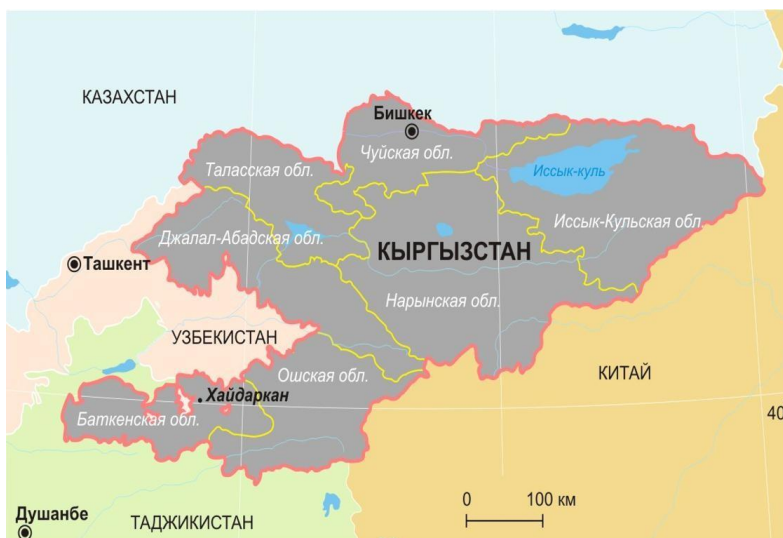 КАЗАХСТАН
Бишкек
Чуйская обл.
Таласская обл.
Иссык-куль
Джалал-Абадская обл.
Иссык-Кульская обл
КЫРГЫЗСТАН
Ташкент
Нарынская обл.
УЗБЕКИСТАН
Ошская обл.
КИТАЙ
Хайдаркан
Баткенская обл.
40
0 100 км
Душанбе
ТАДЖИКИСТАН